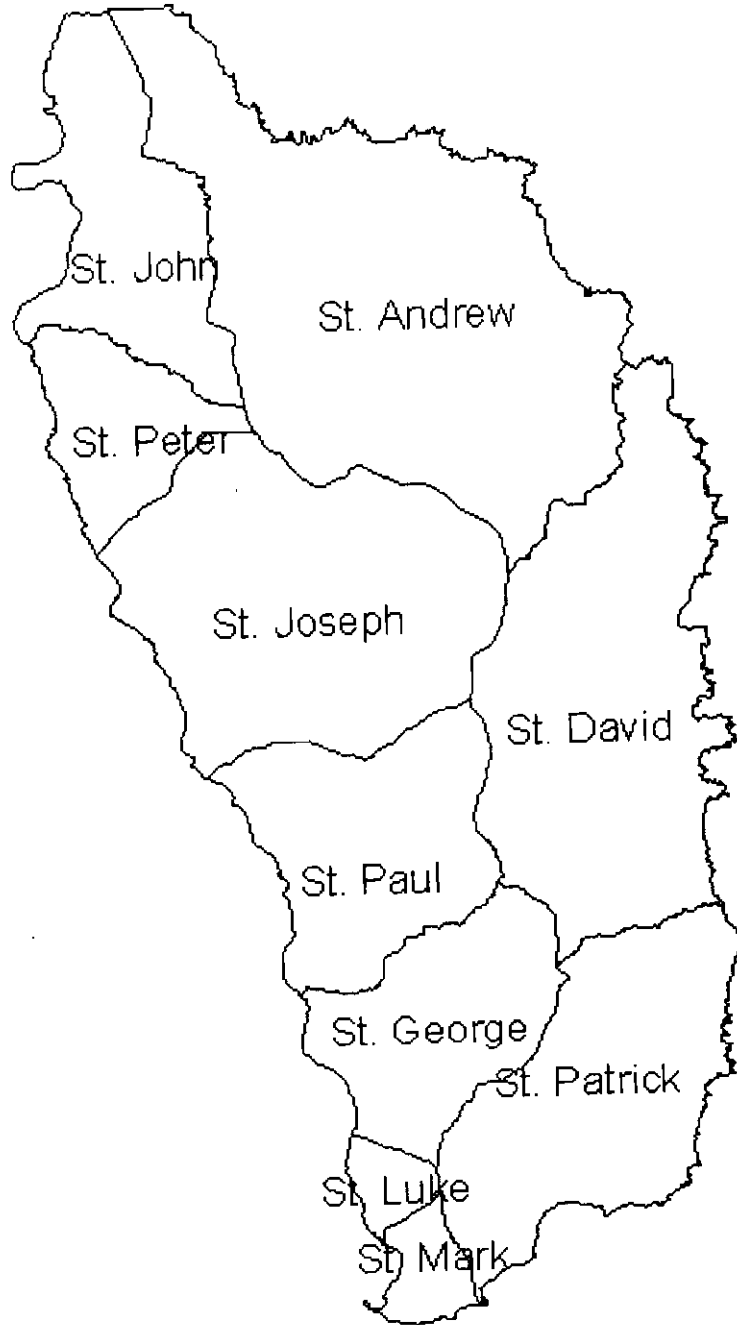 St. John
St. Andrew
St. Peter
St. Joseph
St. David
St. Paul
St. George
St. Patrick
St. Luke
St. Mark